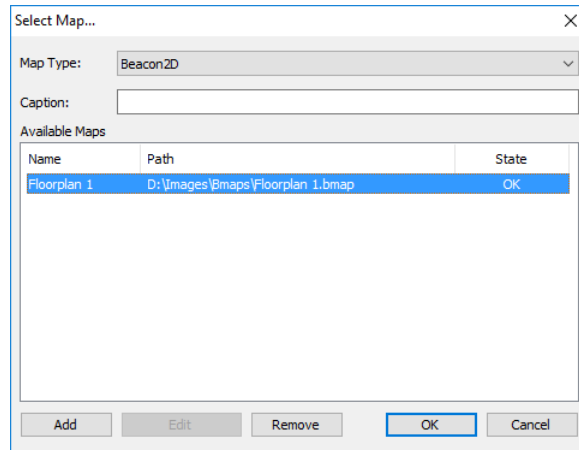 Select Map...
Map Type: Beacon2D
Caption:
Available Maps
Name Path State
Floorplan 1 D:\Images\Bmaps\Floorplan 1.bmap OK
Add Edit Remove OK Cancel